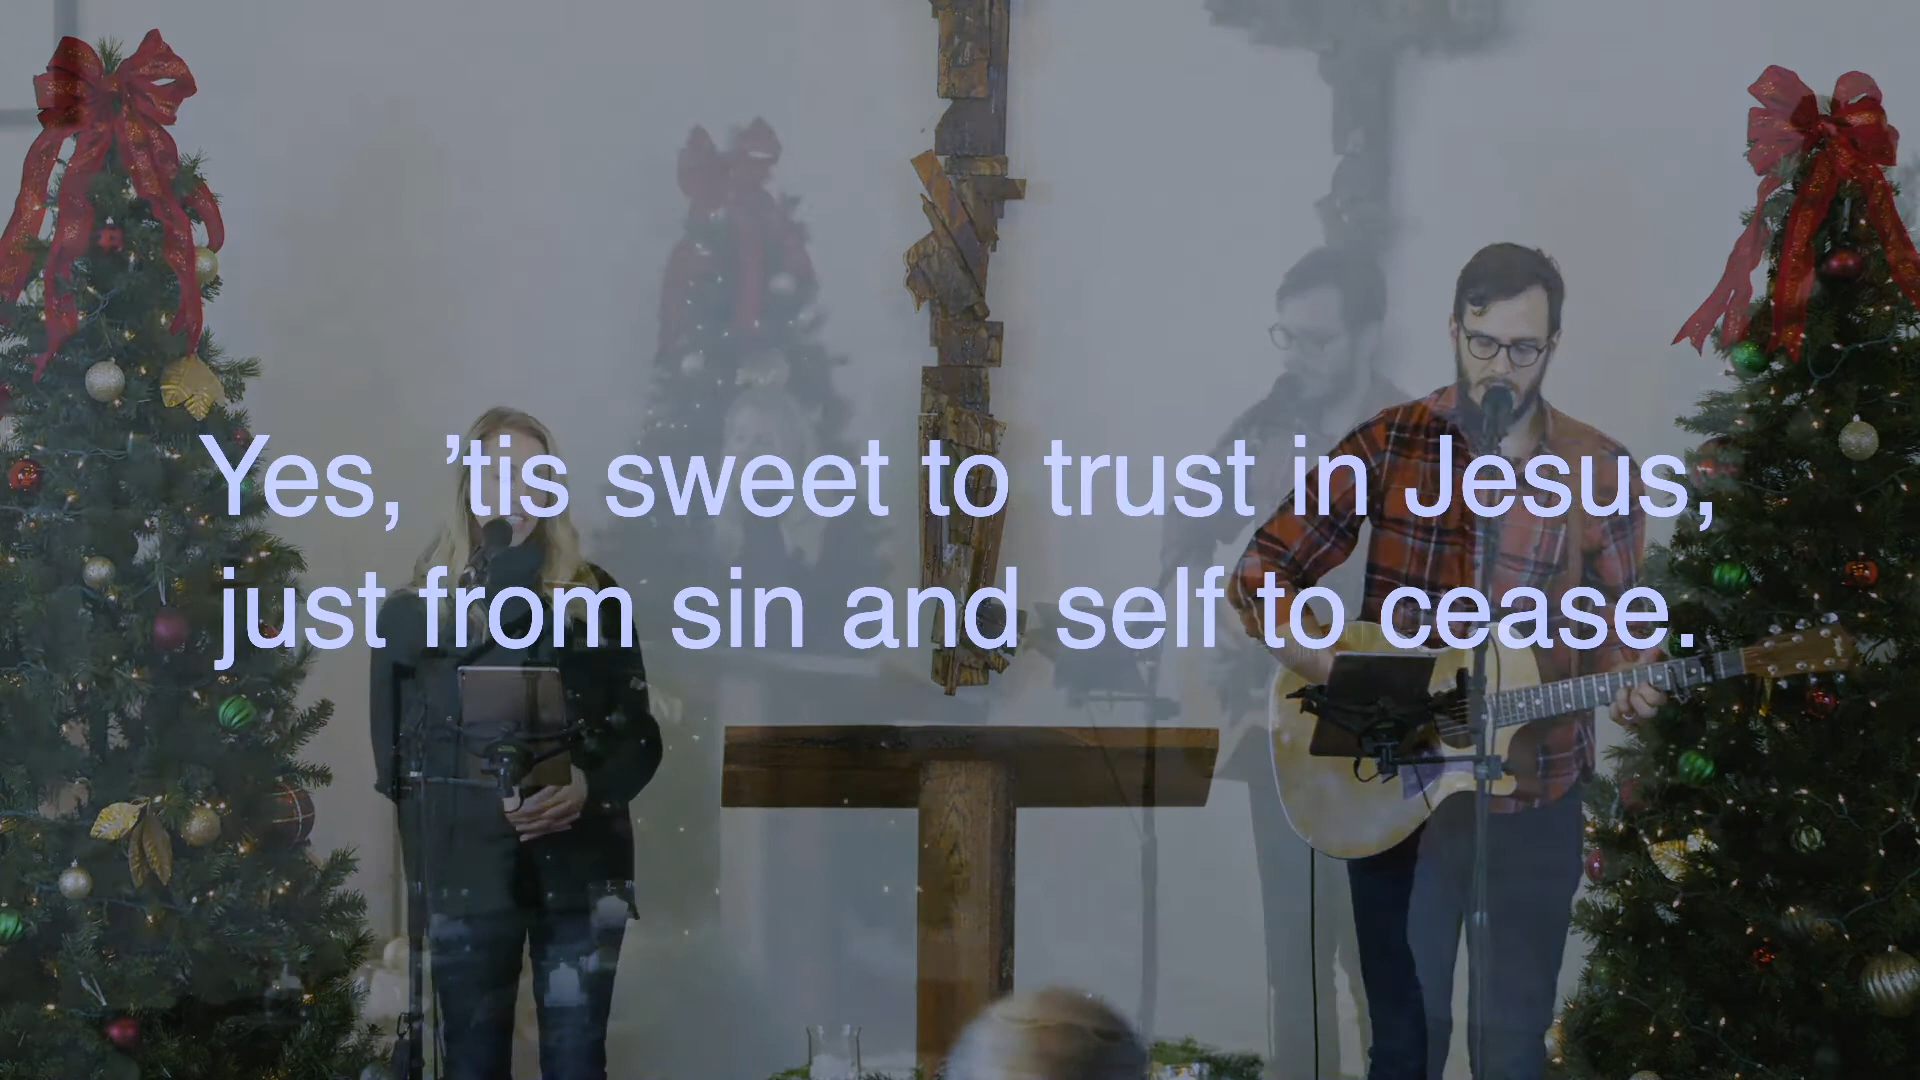 Yes, ’tis sweet to trust in Jesus,
just from sin and self to cease.